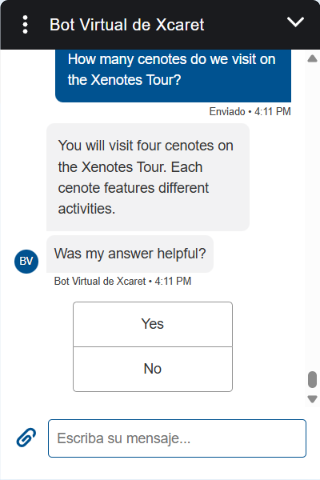 Bot Virtual de Xcaret
How many cenotes do we visit on
the Xenotes Tour?
Enviado • 4:11 PM
You will visit four cenotes on
the Xenotes Tour. Each
cenote features different
activities.
Was my answer helpful?
BV
Bot Virtual de Xcaret • 4:11 PM
Yes
No
Escriba su mensaje...